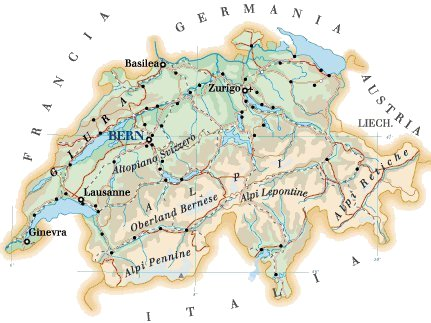 GERMANIA
FRANCIA
AUSTRIA
Basilea
Zurigo
LIECH.
GIURA
BERN
Altopiano Svizzero
ALPI
Lausanne
Oberland Bernese
Alpi Lepontine
Alpi Retiche
Ginevra
Alpi Pennine
ITALIA